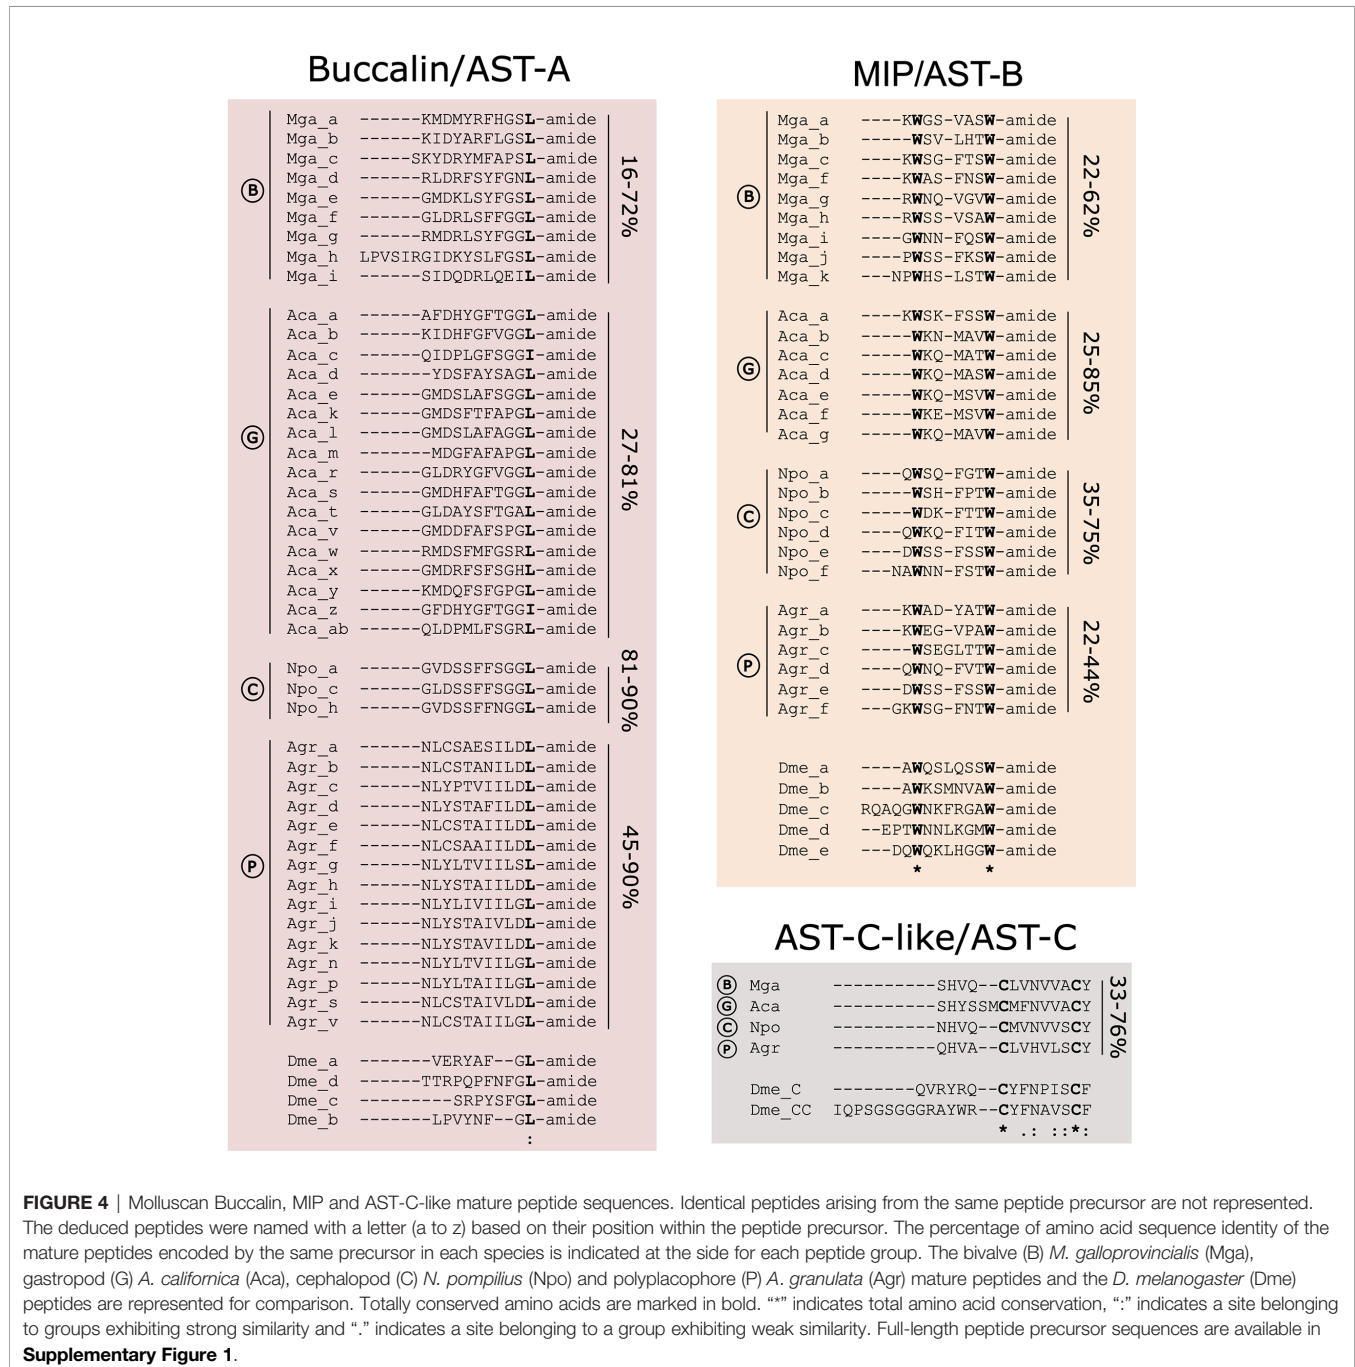 Buccalin/AST-A
B
Mga_a ------KMDMYRFHGSL-amide
Mga_b ------KIDYARFLGSL-amide
Mga_c -----SKYDRYMFAPSL-amide
Mga_d ------RLDRFSYFGNL-amide
Mga_e ------GMDKLSYFGSL-amide
Mga_f ------GLDRLSFFGGL-amide
Mga_g ------RMDRLSYFGGL-amide
Mga_h LPVSIRGIDKYSLFGSL-amide
Mga_i ------SIDQDRLQEIL-amide
16-72%
G
Aca_a ------AFDHYGFTGGL-amide
Aca_b ------KIDHFGFVGGL-amide
Aca_c ------QIDPLGFSGGI-amide
Aca_d -------YDSFAYSAGL-amide
Aca_e ------GMDSLAFSGGL-amide
Aca_k ------GMDSFTFAPGL-amide
Aca_l ------GMDSLAFAGGL-amide
Aca_m -------MDGFAFAPGL-amide
Aca_r ------GLDRYGFVGGL-amide
Aca_s ------GMDHFAFTGGL-amide
Aca_t ------GLDAYSFTGAL-amide
Aca_v ------GMDDFAFSPGL-amide
Aca_w ------RMDSFMFGSRL-amide
Aca_x ------GMDRFSFSGHL-amide
Aca_y ------KMDQFSFGPGL-amide
Aca_z ------GFDHYGFTGGI-amide
Aca_ab ------QLDPMLFSGRL-amide
27-81%
C
Npo_a ------GVDSSFFSGGL-amide
Npo_c ------GLDSSFFSGGL-amide
Npo_h ------GVDSSFFNGGL-amide
81-90%
P
Agr_a ------NLCSAESILDL-amide
Agr_b ------NLCSTANILDL-amide
Agr_c ------NLYPTVIILDL-amide
Agr_d ------NLYSTAFILDL-amide
Agr_e ------NLCSTAIILDL-amide
Agr_f ------NLCSAAIILDL-amide
Agr_g ------NLYLTVIILSL-amide
Agr_h ------NLYSTAIILDL-amide
Agr_i ------NLYLIVIILGL-amide
Agr_j ------NLYSTAIVLDL-amide
Agr_k ------NLYSTAVILDL-amide
Agr_n ------NLYLTVIILGL-amide
Agr_p ------NLYLTAIILGL-amide
Agr_s ------NLCSTAIVLDL-amide
Agr_v ------NLCSTAIILGL-amide
45-90%
Dme_a -------VERYAF--GL-amide
Dme_d ------TTRPQPFNFGL-amide
Dme_c ---------SRPYSFGL-amide
Dme_b -------LPVYNF--GL-amide
:
MIP/AST-B
B
Mga_a ----KWGS-VASW-amide
Mga_b -----WSV-LHTW-amide
Mga_c ----KWSG-FTSW-amide
Mga_f ----KWAS-FNSW-amide
Mga_g ----RWNQ-VGVW-amide
Mga_h ----RWSS-VSAW-amide
Mga_i ----GWNN-FQSW-amide
Mga_j ----PWSS-FKSW-amide
Mga_k ---NPWHS-LSTW-amide
22-62%
G
Aca_a ----KWSK-FSSW-amide
Aca_b -----WKN-MAVW-amide
Aca_c -----WKQ-MATW-amide
Aca_d -----WKQ-MASW-amide
Aca_e -----WKQ-MSVW-amide
Aca_f -----WKE-MSVW-amide
Aca_g -----WKQ-MAVW-amide
25-85%
C
Npo_a ----QWSQ-FGTW-amide
Npo_b -----WSH-FPTW-amide
Npo_c -----WDK-FTTW-amide
Npo_d ----QWKQ-FITW-amide
Npo_e ----DWSS-FSSW-amide
Npo_f ---NAWNN-FSTW-amide
35-75%
P
Agr_a ----KWAD-YATW-amide
Agr_b ----KWEG-VPAW-amide
Agr_c -----WSEGLTTW-amide
Agr_d ----QWNQ-FVTW-amide
Agr_e ----DWSS-FSSW-amide
Agr_f ---GKWSG-FNTW-amide
22-44%
Dme_a ----AWQSLQSSW-amide
Dme_b ----AWKSMNVAW-amide
Dme_c RQAQGWNKFRGAW-amide
Dme_d --EPTWNNLKGMW-amide
Dme_e ---DQWQKLHGGW-amide
* *
AST-C-like/AST-C
B Mga ----------SHVQ--CLVNVVACY
G Aca ----------SHYSSMCMFNVVACY
C Npo ----------NHVQ--CMVNVVSCY
P Agr ----------QHVA--CLVHVLSCY
33-76%
Dme_C --------QVRYRQ--CYFNPISCF
Dme_CC IQPSGSGGGRAYWR--CYFNAVSCF
* .: ::*:
FIGURE 4 | Molluscan Buccalin, MIP and AST-C-like mature peptide sequences. Identical peptides arising from the same peptide precursor are not represented.
The deduced peptides were named with a letter (a to z) based on their position within the peptide precursor. The percentage of amino acid sequence identity of the
mature peptides encoded by the same precursor in each species is indicated at the side for each peptide group. The bivalve (B) M. galloprovincialis (Mga),
gastropod (G) A. californica (Aca), cephalopod (C) N. pompilius (Npo) and polyplacophore (P) A. granulata (Agr) mature peptides and the D. melanogaster (Dme)
peptides are represented for comparison. Totally conserved amino acids are marked in bold. “*” indicates total amino acid conservation, “:” indicates a site belonging
to groups exhibiting strong similarity and “.” indicates a site belonging to a group exhibiting weak similarity. Full-length peptide precursor sequences are available in
Supplementary Figure 1.